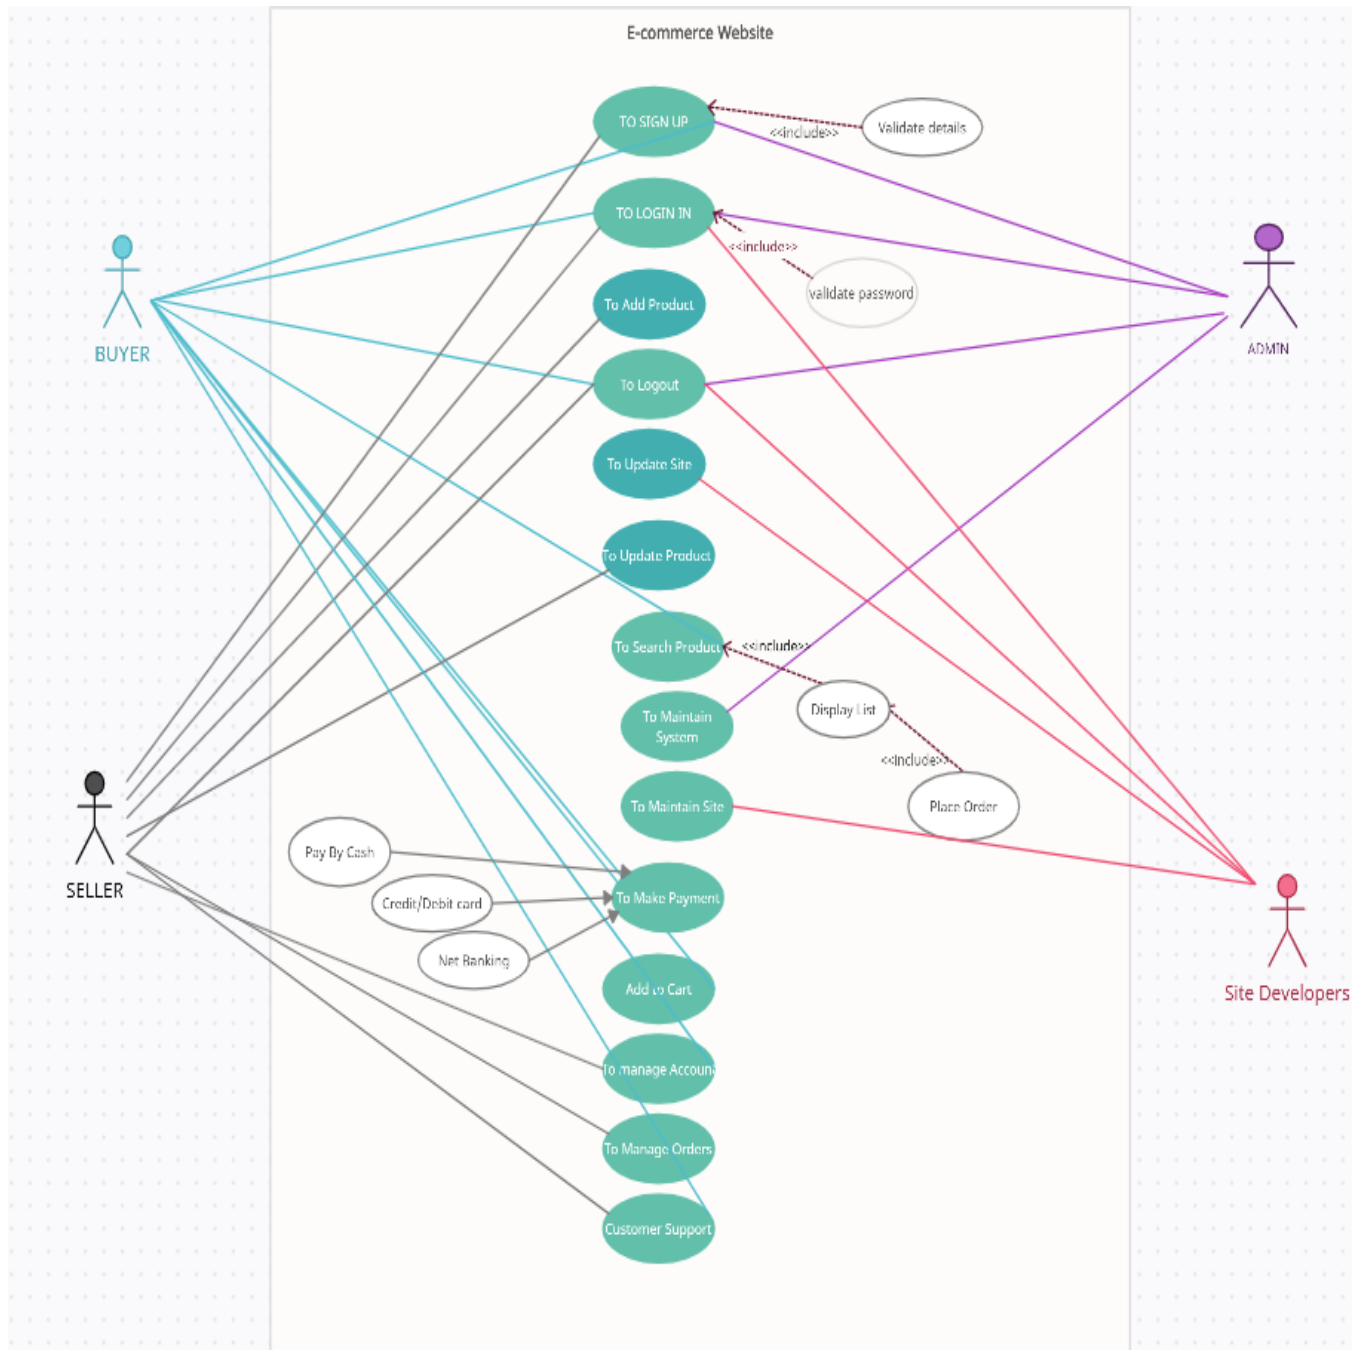 E-commerce Website
TO SIGN UP
<<include>>
Validate details
TO LOGIN IN
<<include>>
validate password
To Add Product
BUYER
ADMIN
To Logout
To Update Site
To Update Product
To Search Product
<<include>>
Display List
To Maintain
System
<<include>>
To Maintain Site
Place Order
Pay By Cash
SELLER
Credit/Debit card
To Make Payment
Net Banking
Add to Cart
Site Developers
To manage Account
To Manage Orders
Customer Support